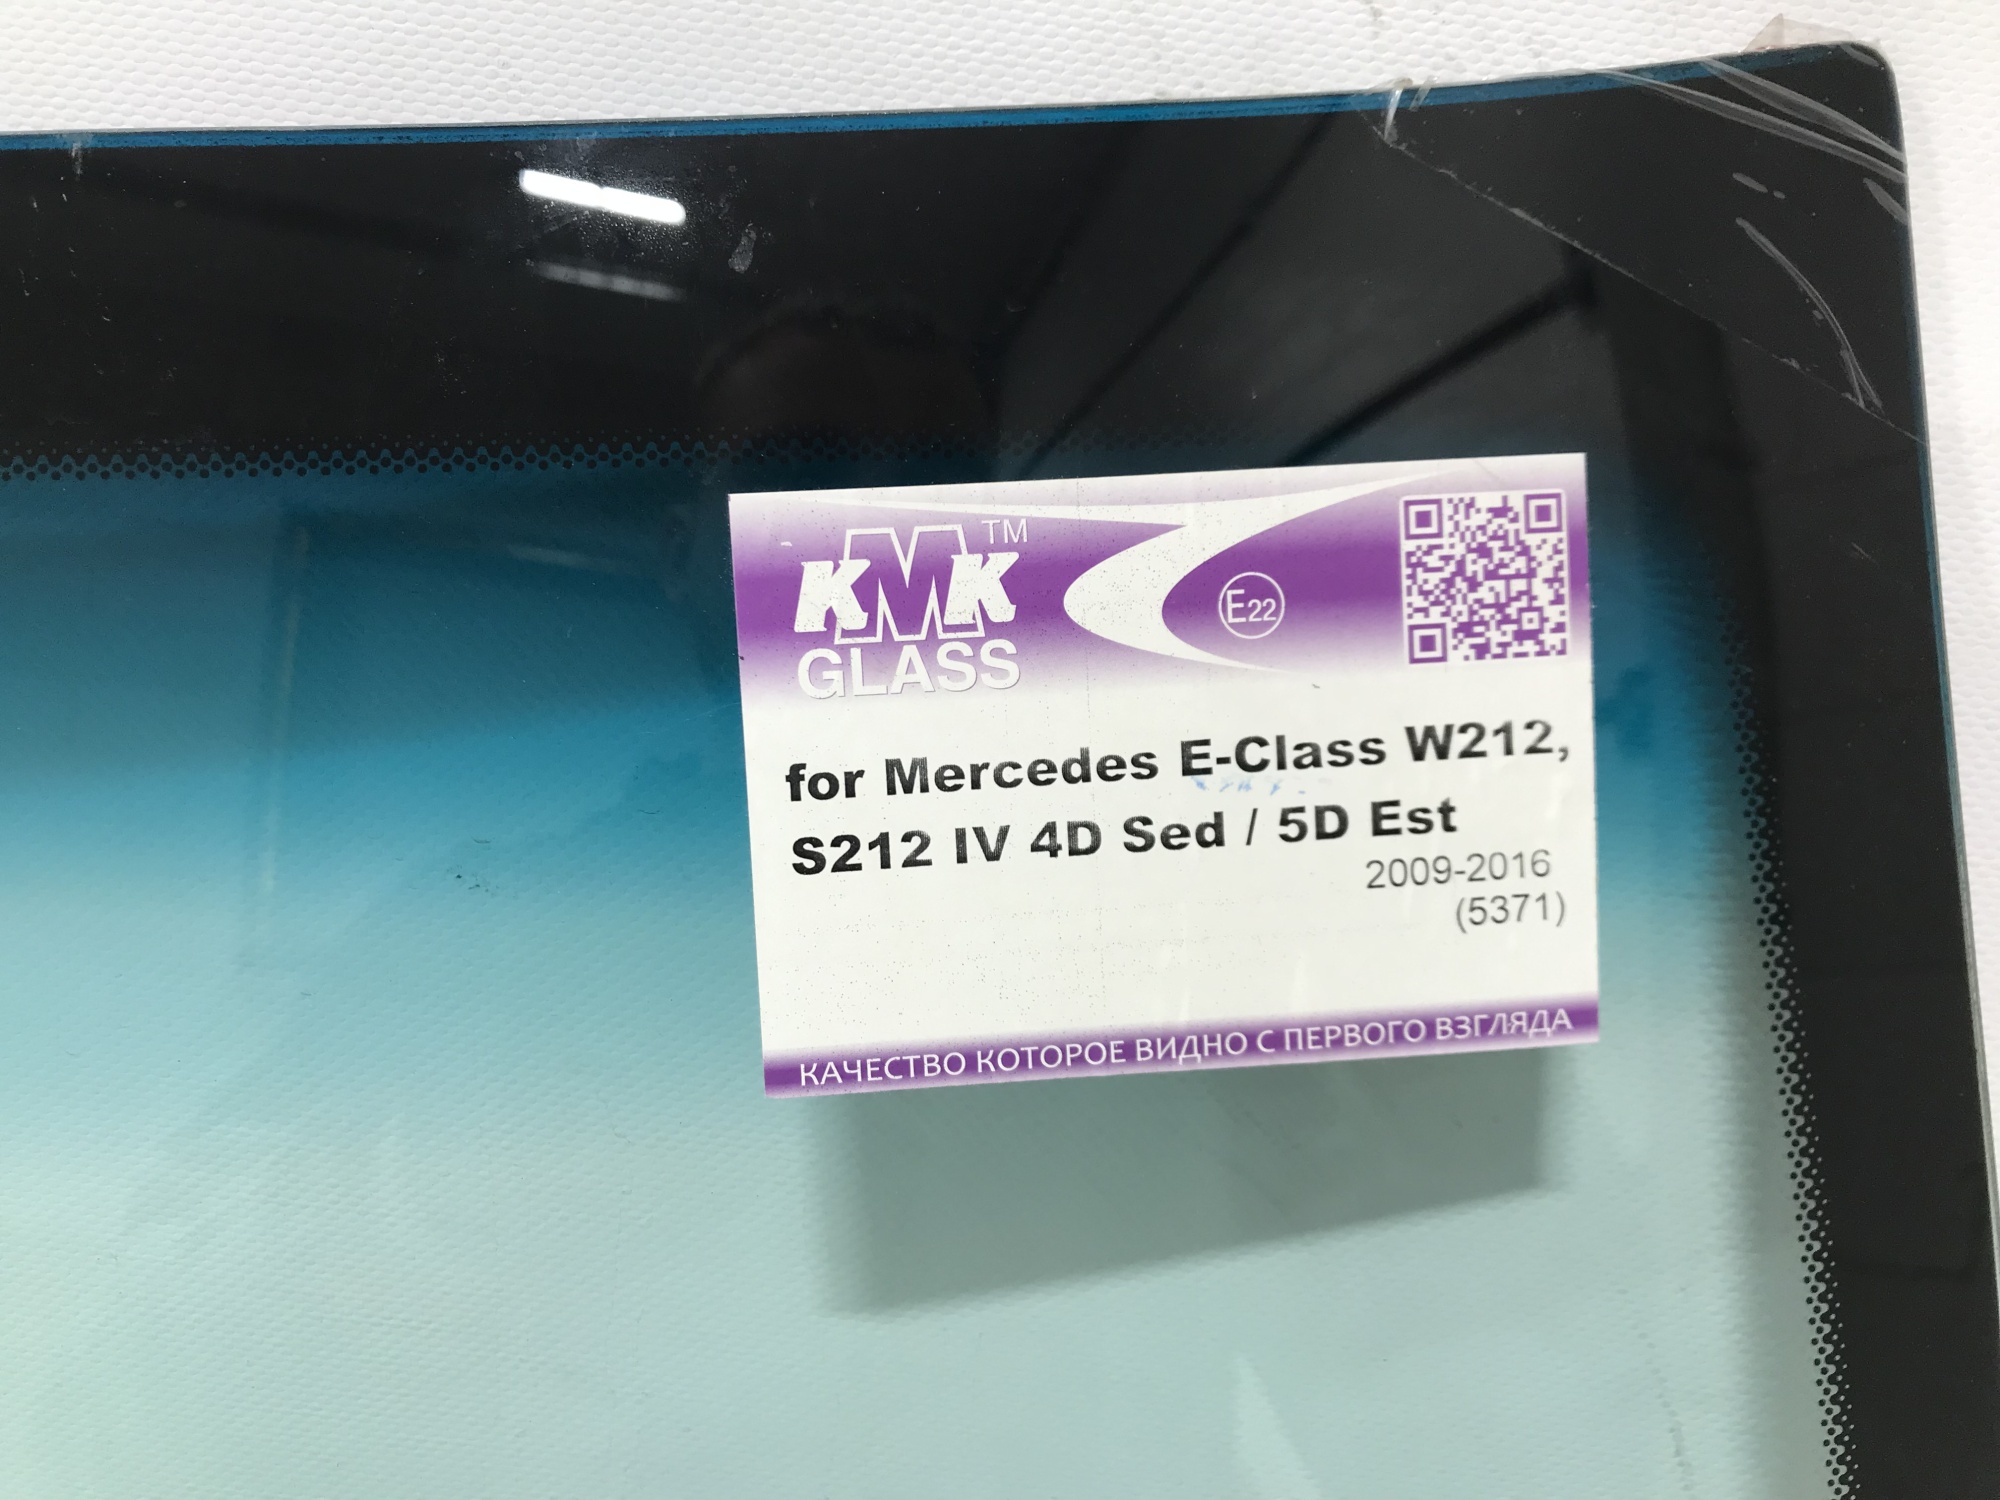 KMK™
GLASS
E22
for Mercedes E-Class W212,
S212 IV 4D Sed / 5D Est
2009-2016
(5371)
КАЧЕСТВО КОТОРОЕ ВИДНО С ПЕРВОГО ВЗГЛЯДА